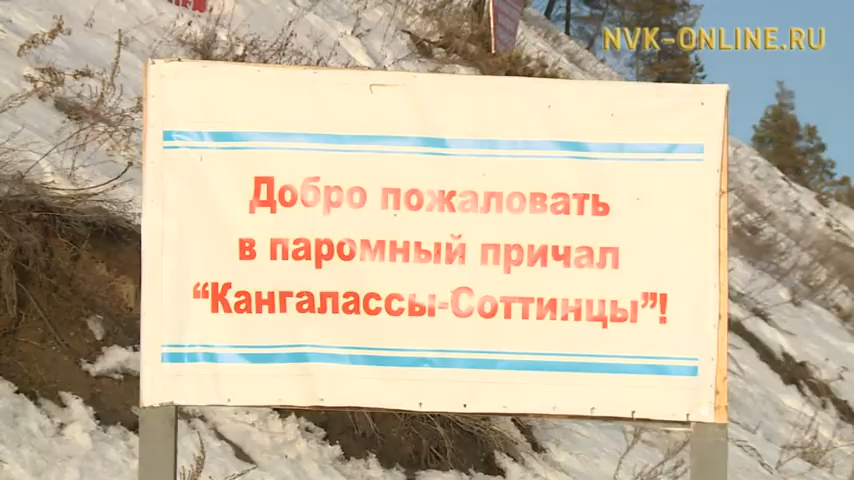 NVK-ONLINE.RU
Добро пожаловать
в паромный причал
“Кангалассы-Соттинцы”!